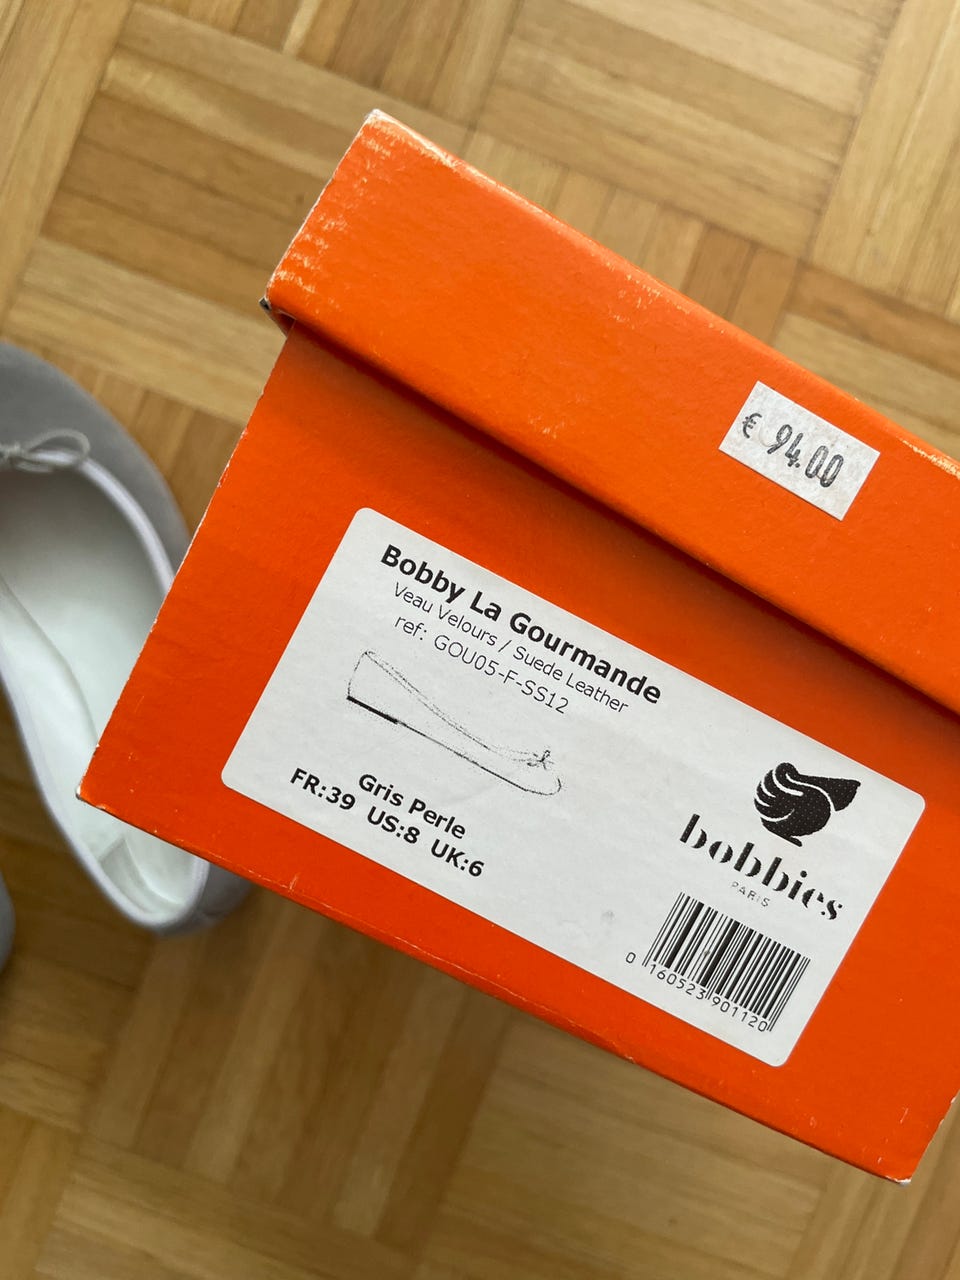 € 94.00
Bobby La Gourmande
Veau Velours / Suede Leather
ref: GOU05-F-SS12
Gris Perle
FR:39 US:8 UK:6
bobbies
PARIS
0 160523 901120